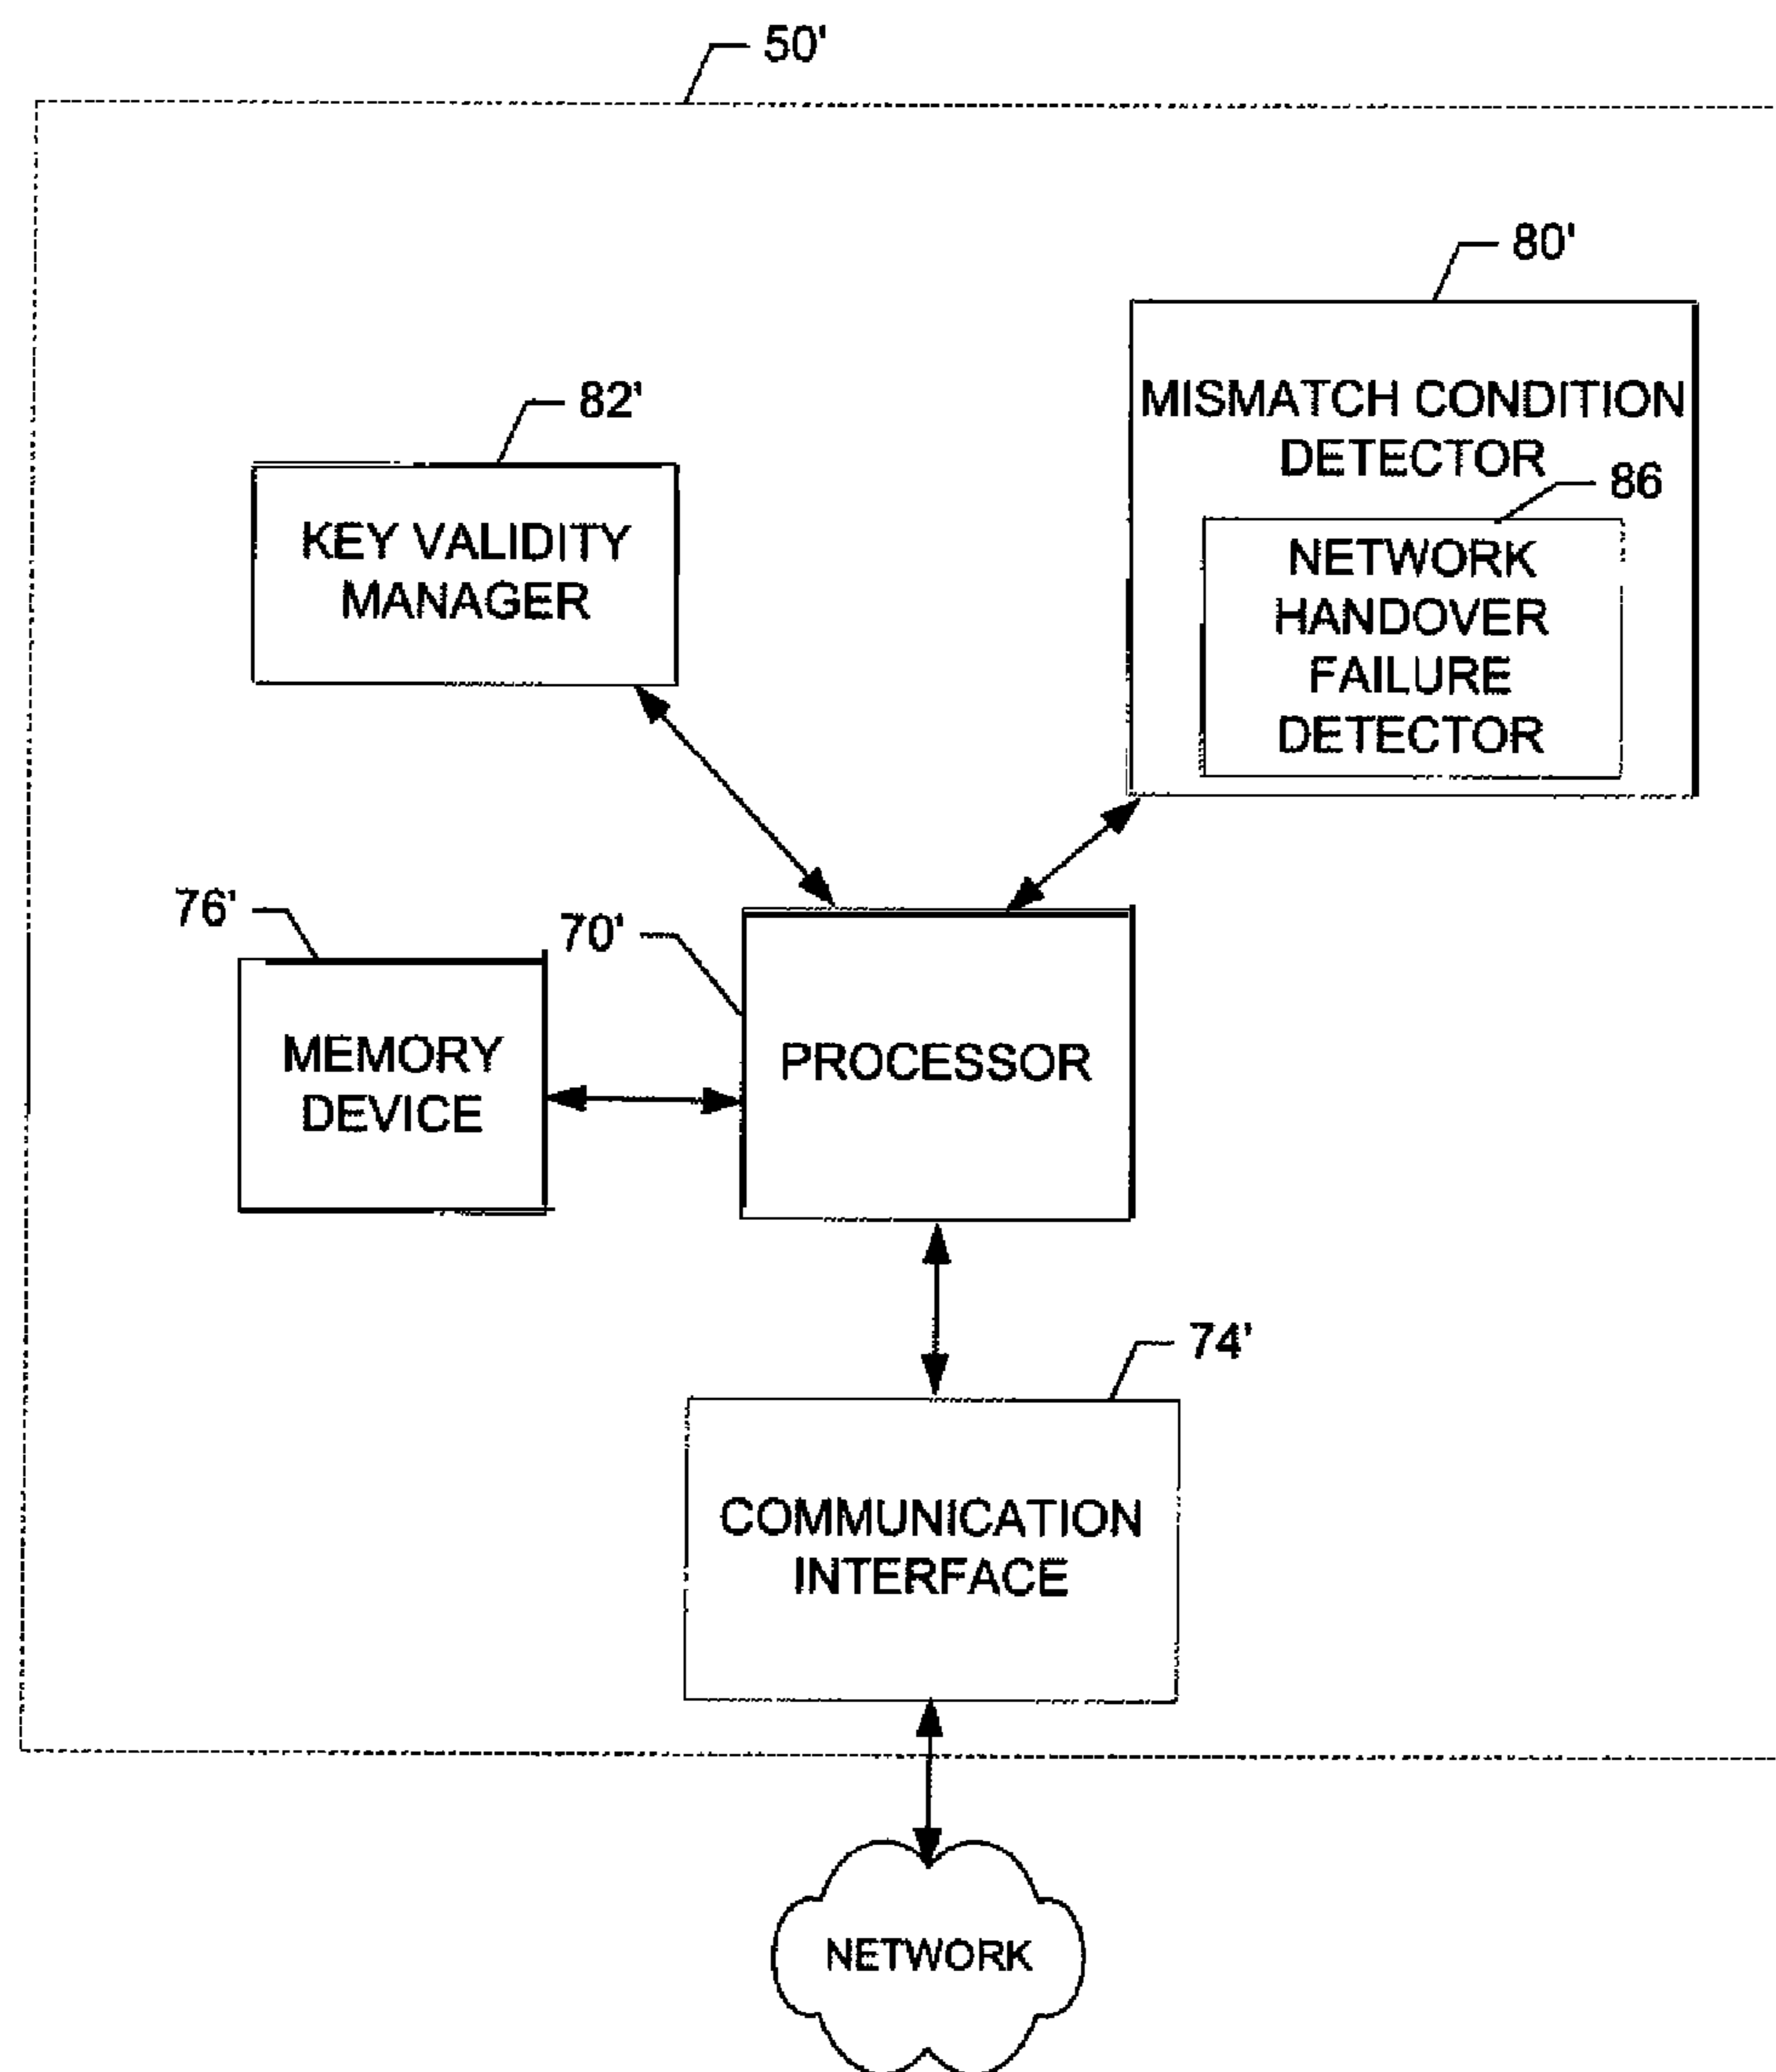 50'
80'
MISMATCH CONDITION
DETECTOR
86
NETWORK
HANDOVER
FAILURE
DETECTOR
82'
KEY VALIDITY
MANAGER
76'
MEMORY
DEVICE
70'
PROCESSOR
74'
COMMUNICATION
INTERFACE
NETWORK